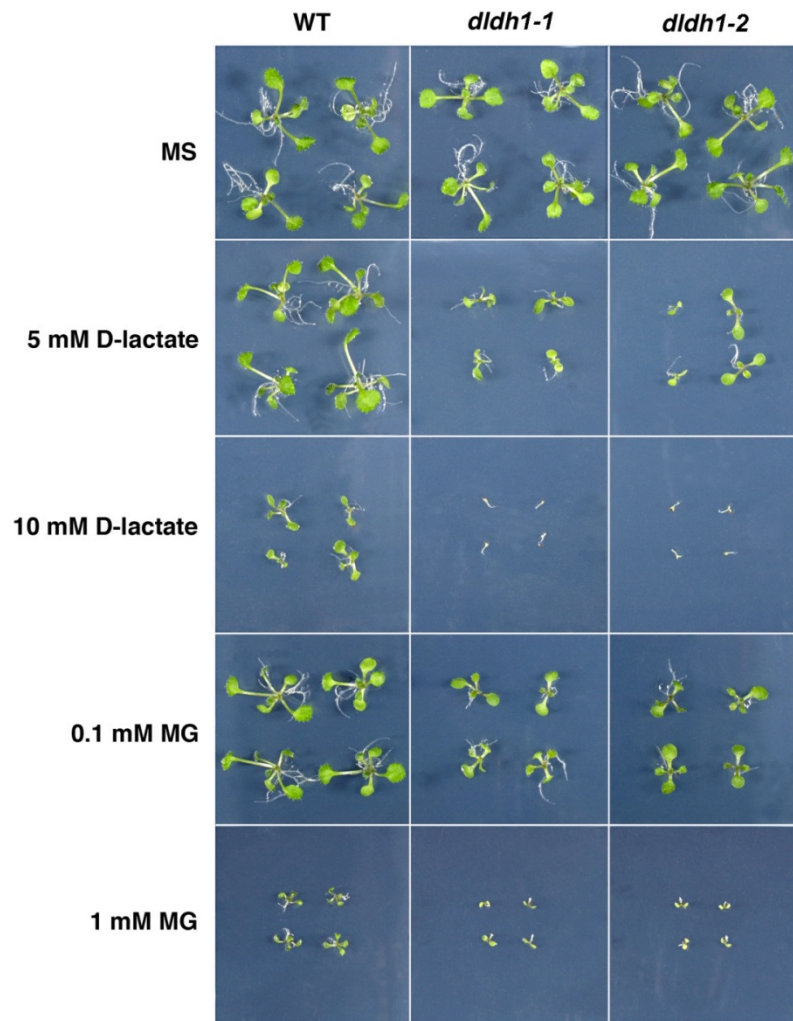 WT dldh1-1 dldh1-2
MS
5 mM D-lactate
10 mM D-lactate
0.1 mM MG
1 mM MG